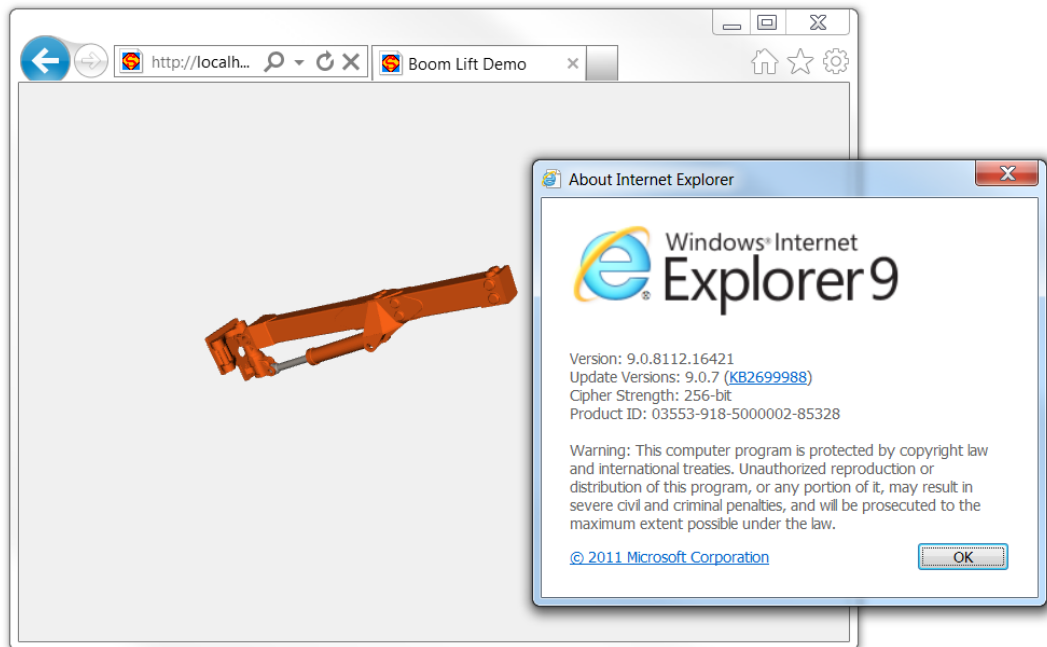 http://localh...
Boom Lift Demo
About Internet Explorer
Windows® Internet
Explorer 9
Version: 9.0.8112.16421
Update Versions: 9.0.7 (KB2699988)
Cipher Strength: 256-bit
Product ID: 03553-918-5000002-85328
Warning: This computer program is protected by copyright law
and international treaties. Unauthorized reproduction or
distribution of this program, or any portion of it, may result in
severe civil and criminal penalties, and will be prosecuted to the
maximum extent possible under the law.
© 2011 Microsoft Corporation
OK